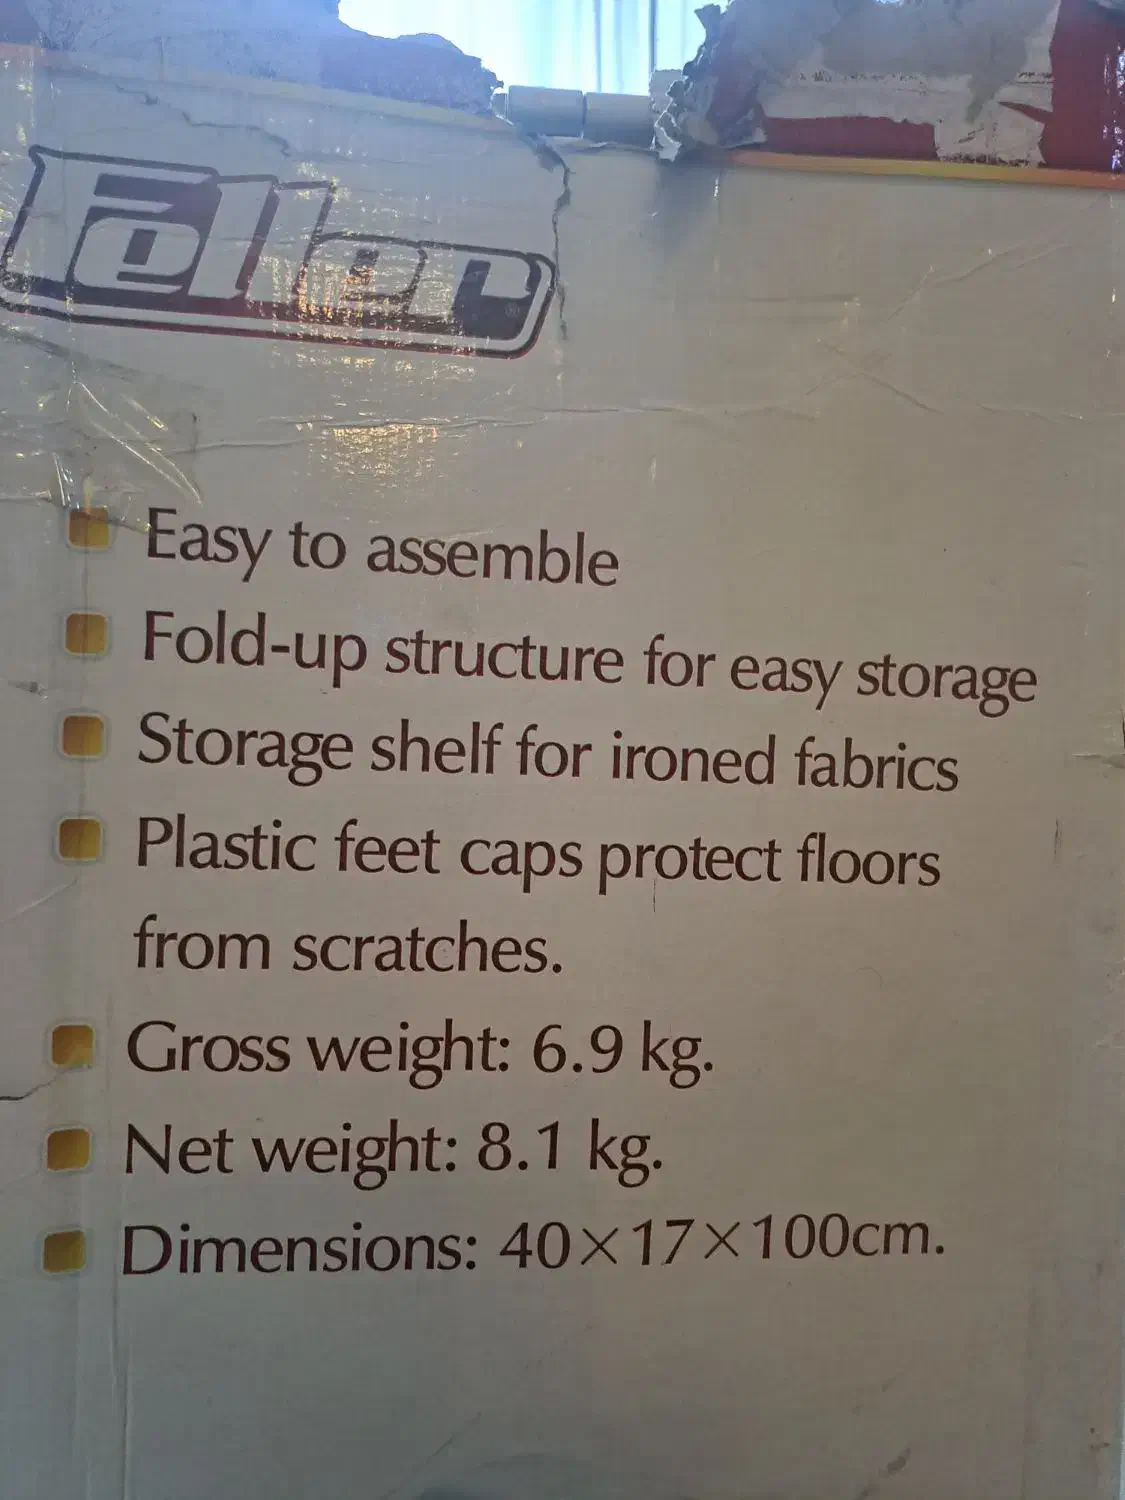 Feller
Easy to assemble
Fold-up structure for easy storage
Storage shelf for ironed fabrics
Plastic feet caps protect floors
from scratches.
Gross weight: 6.9 kg.
Net weight: 8.1 kg.
Dimensions: 40×17×100cm.